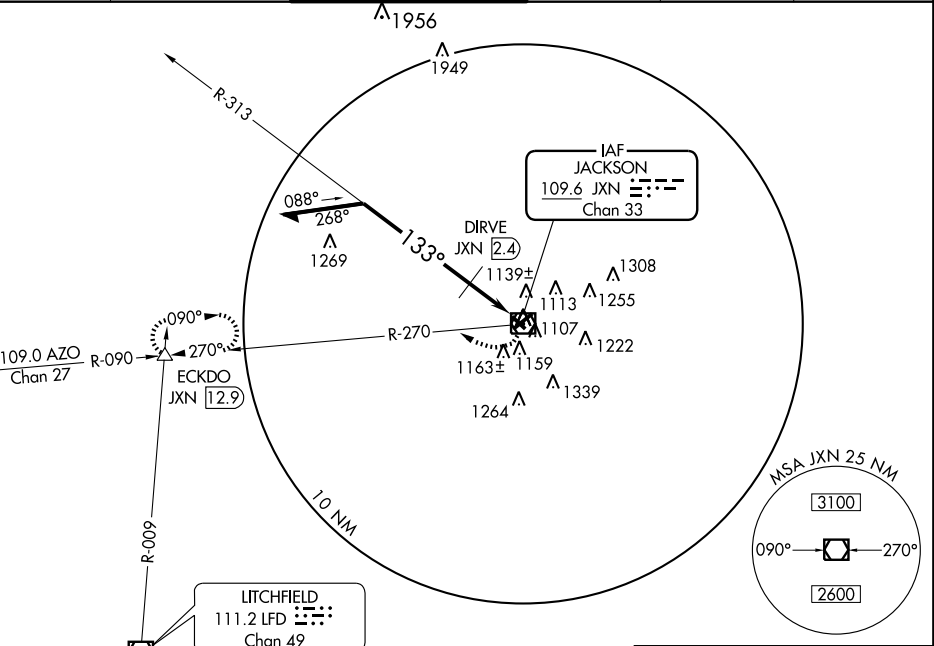 1956
1949
R-313
IAF
JACKSON
109.6 JXN
Chan 33
088°
268°
1269
133°
DIRVE
JXN 2.4
1139±
1308
1113
1255
1107
R-270
1222
1163±
1159
1339
1264
090°
270°
109.0 AZO
Chan 27
R-090
ECKDO
JXN 12.9
10 NM
R-009
MSA JXN 25 NM
3100
090°
270°
2600
LITCHFIELD
111.2 LFD
Chan 49